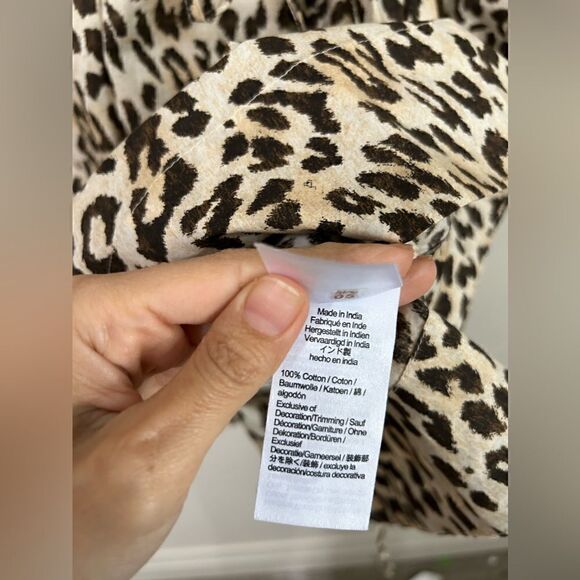 Made in India
Fabriqué en Inde
Hergestellt in Indien
Vervaardigd in India
インド製
hecho en india
100% Cotton / Coton /
Baumwolle / Katoen / 綿 /
algodón
Exclusive of
Decoration/Trimming / Sauf
Décoration/Garniture / Ohne
Dekoration/Bordüren /
Exclusief
Decoratie/Garneersel / 装飾部
分を除く/装飾 / excluye la
decoración/costura decorativa